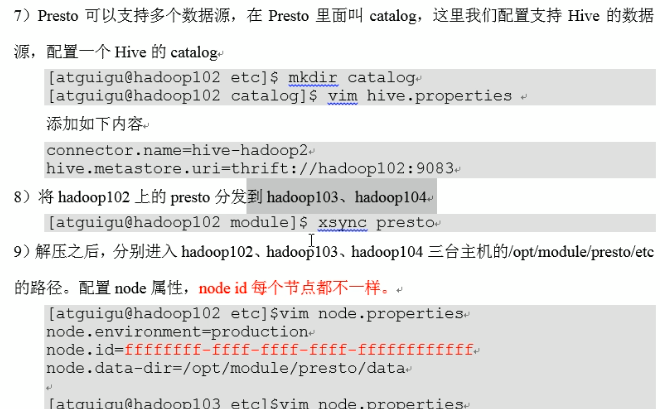 7）Presto 可以支持多个数据源，在 Presto 里面叫 catalog，这里我们配置支持 Hive 的数据
源，配置一个 Hive 的 catalog
[atguigu@hadoop102 etc]$ mkdir catalog
[atguigu@hadoop102 catalog]$ vim hive.properties
添加如下内容
connector.name=hive-hadoop2
hive.metastore.uri=thrift://hadoop102:9083
8）将 hadoop102 上的 presto 分发到 hadoop103、hadoop104
[atguigu@hadoop102 module]$ xsync presto
9）解压之后，分别进入 hadoop102、hadoop103、hadoop104 三台主机的/opt/module/presto/etc
的路径。配置 node 属性，node id 每个节点都不一样。
[atguigu@hadoop102 etc]$vim node.properties
node.environment=production
node.id=ffffffff-ffff-ffff-ffff-ffffffffffff
node.data-dir=/opt/module/presto/data
[atguigu@hadoop103 etc]$vim node.properties